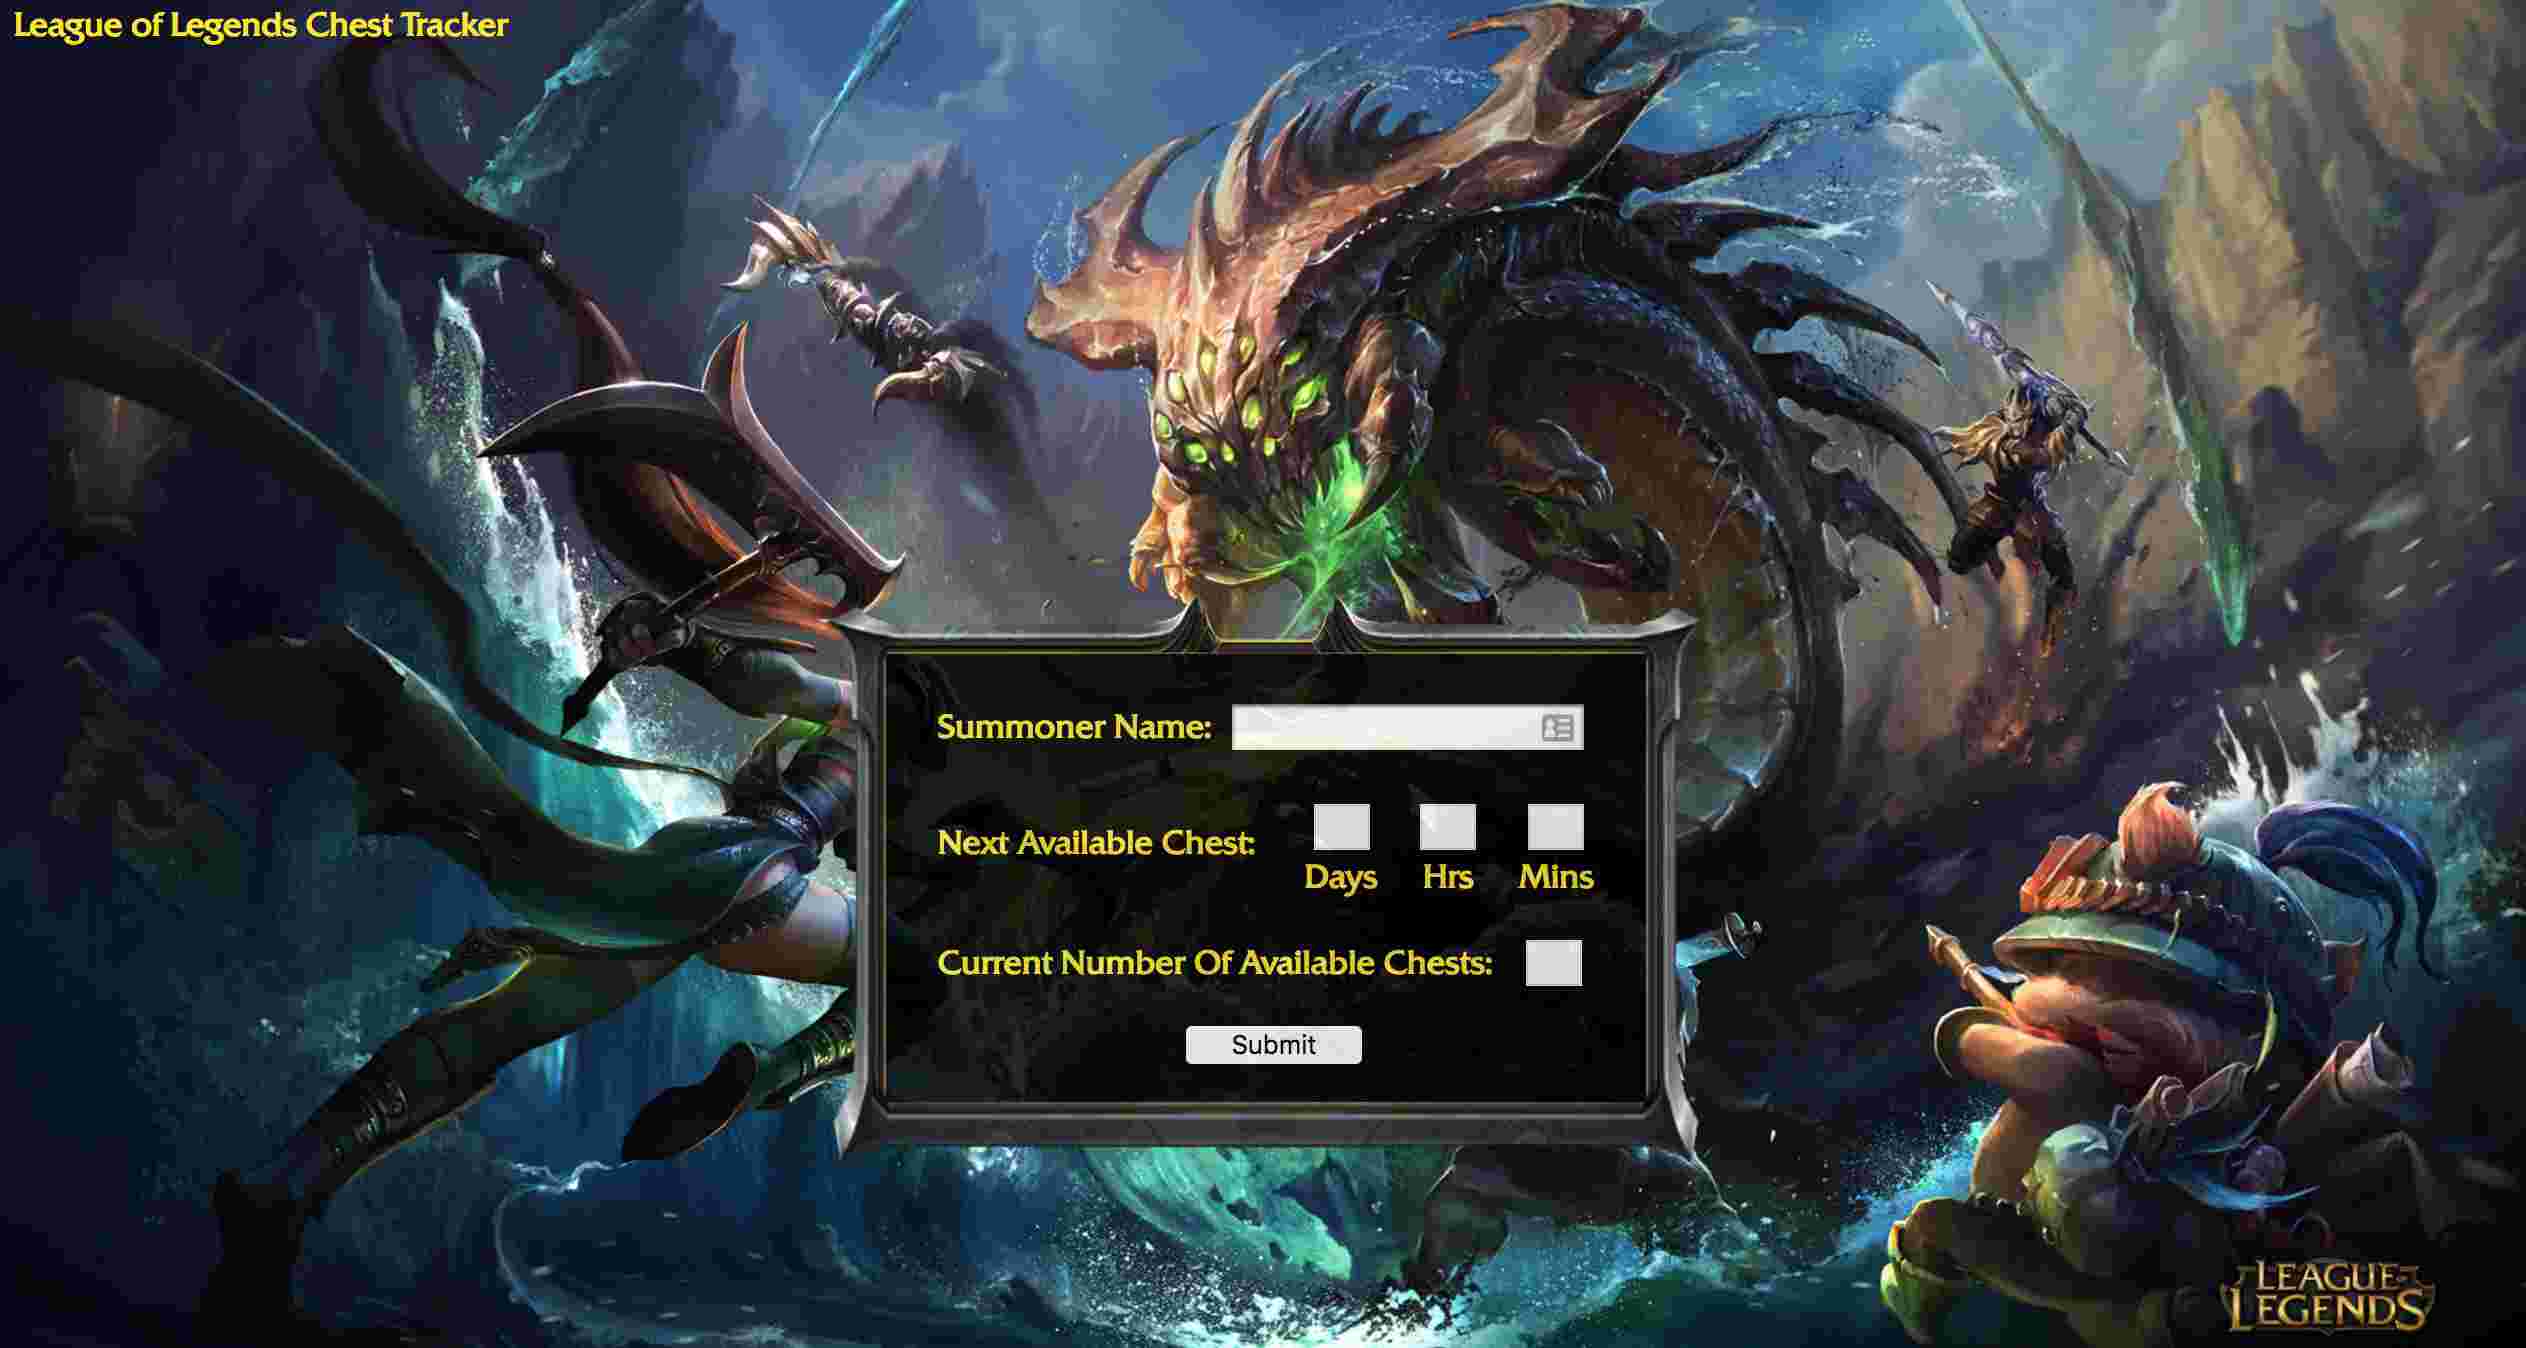 League of Legends Chest Tracker
Summoner Name:
Next Available Chest:
Days Hrs Mins
Current Number Of Available Chests:
Submit
LEAGUE OF
LEGENDS